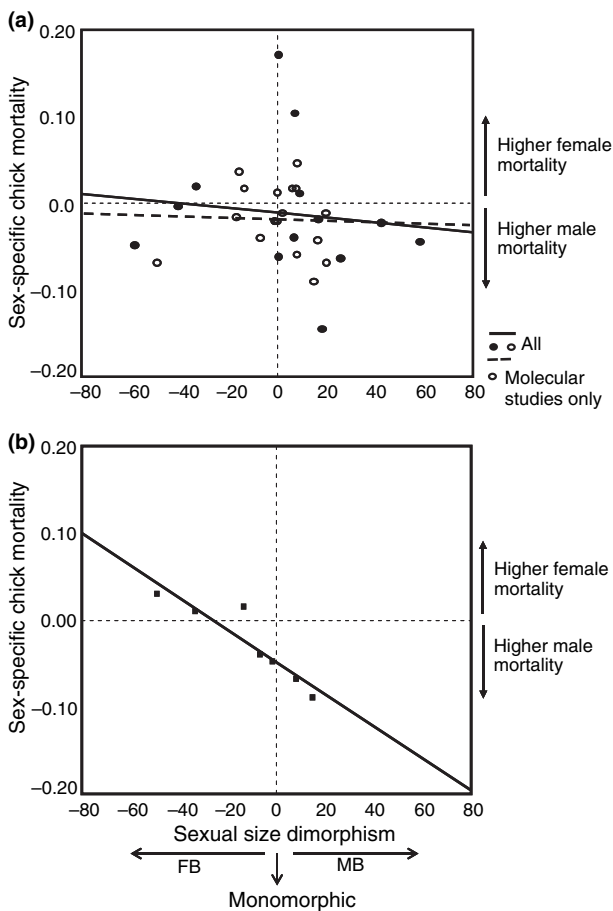 (a)
0.20
0.10
0.0
−0.10
−0.20
Sex-specific chick mortality
−80 −60 −40 −20 0 20 40 60 80
Higher female
mortality
Higher male
mortality
All
Molecular
studies only
(b)
0.20
0.10
0.00
−0.10
−0.20
Sex-specific chick mortality
−80 −60 −40 −20 0 20 40 60 80
Higher female
mortality
Higher male
mortality
Sexual size dimorphism
FB MB
Monomorphic